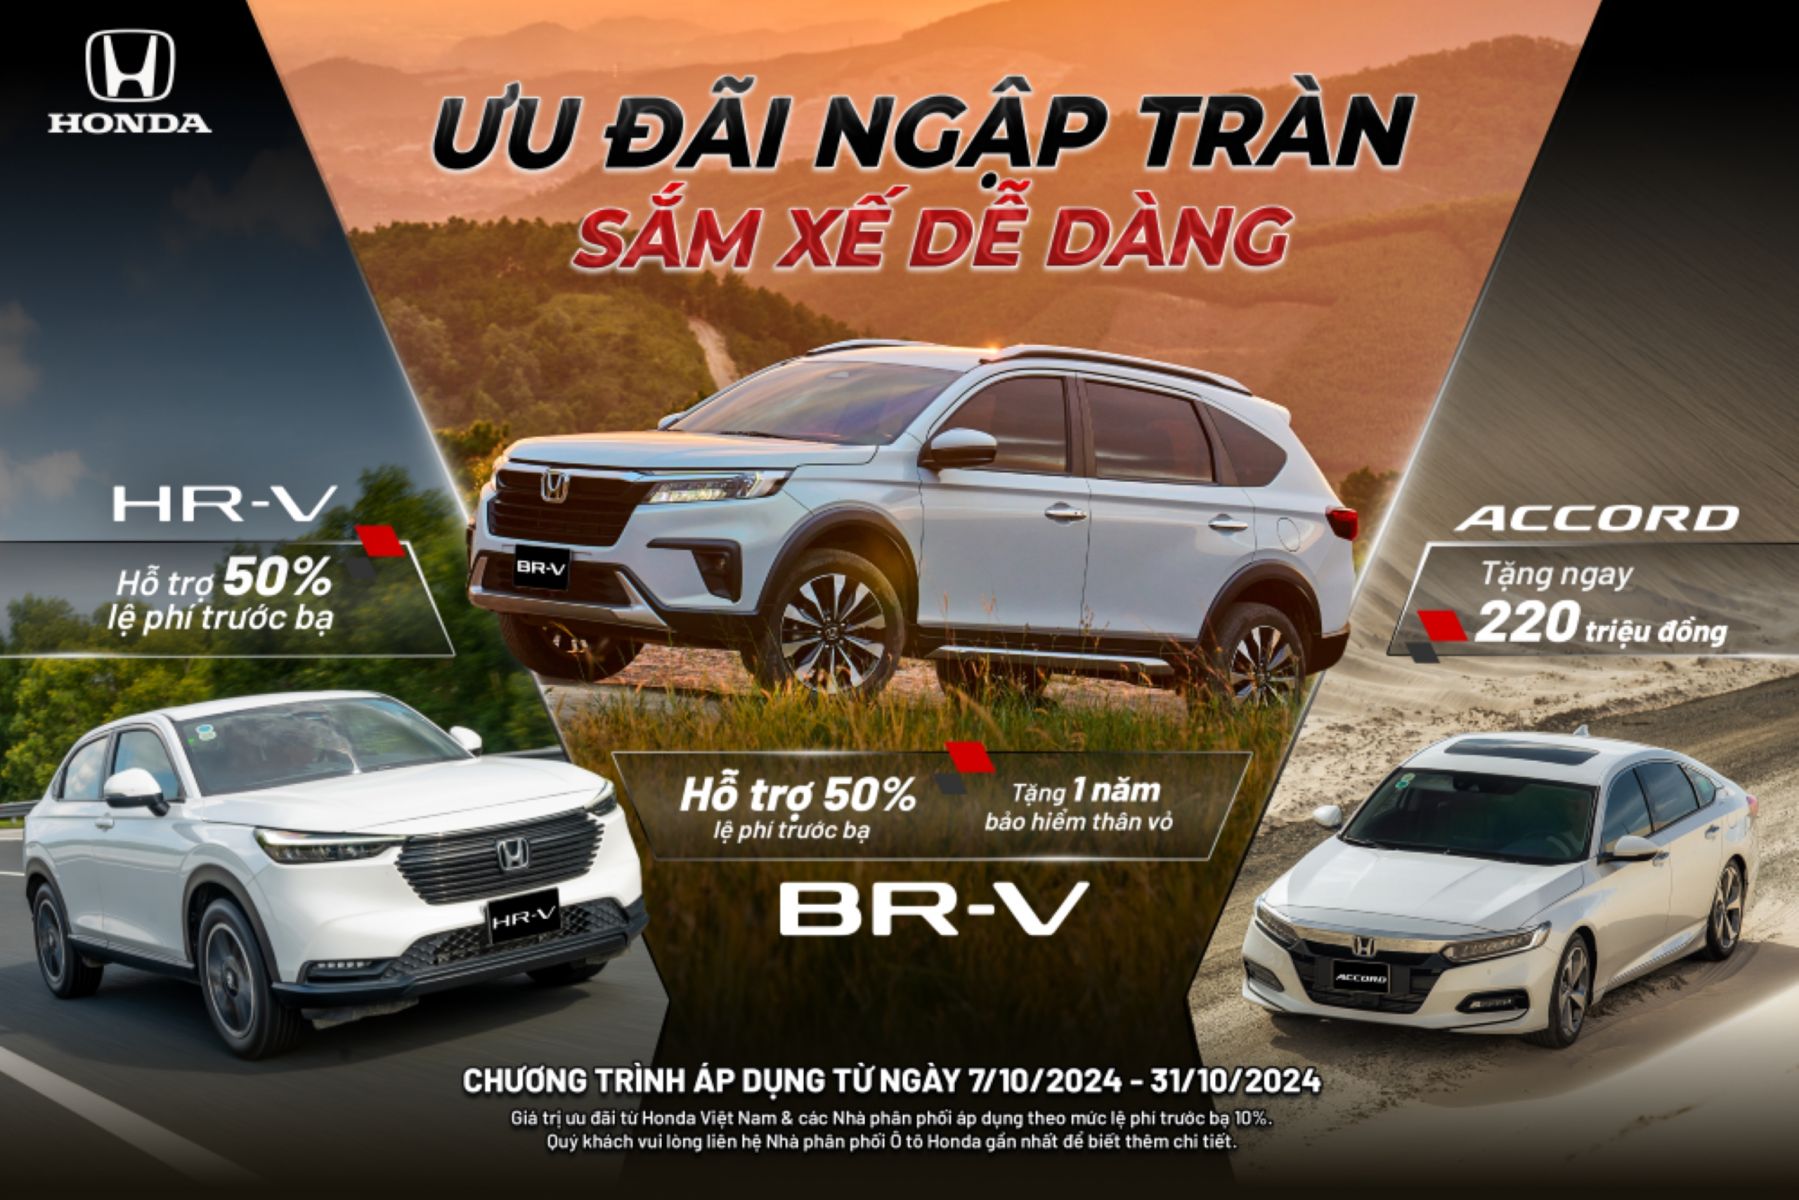 HONDA
ƯU ĐÃI NGẬP TRÀN
SẮM XẾ DỄ DÀNG
HR-V
Hỗ trợ 50%
lệ phí trước bạ
ACCORD
Tặng ngay
220 triệu đồng
BR-V
Hỗ trợ 50%
lệ phí trước bạ
Tặng 1 năm
bảo hiểm thân vỏ
BR-V
HR-V
ACCORD
CHƯƠNG TRÌNH ÁP DỤNG TỪ NGÀY 7/10/2024 - 31/10/2024
Giá trị ưu đãi từ Honda Việt Nam & các Nhà phân phối áp dụng theo mức lệ phí trước bạ 10%.
Quý khách vui lòng liên hệ Nhà phân phối Ô tô Honda gần nhất để biết thêm chi tiết.